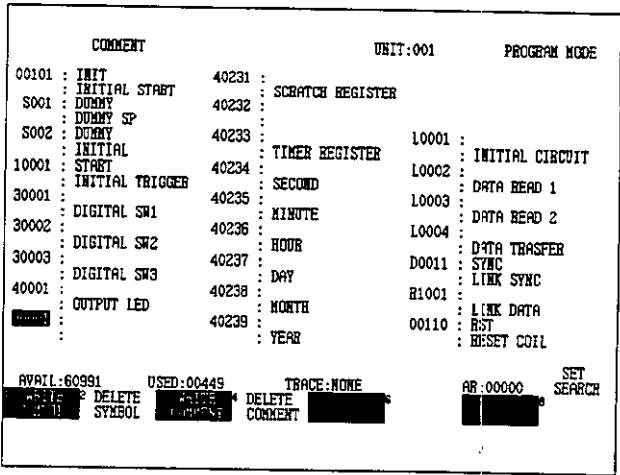 COMMENT UNIT:001 PROGRAM MODE
00101 : INIT
: INITIAL START
S001 : DUMMY
: DUMMY SP
S002 : DUMMY
: INITIAL
10001 : START
: INITIAL TRIGGER
30001 :
: DIGITAL SW1
30002 :
: DIGITAL SW2
30003 :
: DIGITAL SW3
40001 :
: OUTPUT LED
:
:
40231 :
: SCRATCH REGISTER
40232 :
:
40233 :
: TIMER REGISTER
40234 :
: SECOND
40235 :
: MINUTE
40236 :
: HOUR
40237 :
: DAY
40238 :
: MONTH
40239 :
: YEAR
L0001 :
: INITIAL CIRCUIT
L0002 :
: DATA READ 1
L0003 :
: DATA READ 2
L0004 :
: DATA TRASFER
D0011 : SYNC
: LINK SYNC
R1001 :
: LINK DATA
00110 : RST
: RESET COIL
AVAIL:60991 USED:00449 TRACE:NONE AR:00000 SET SEARCH
2 DELETE SYMBOL
4 DELETE COMMENT
6
8